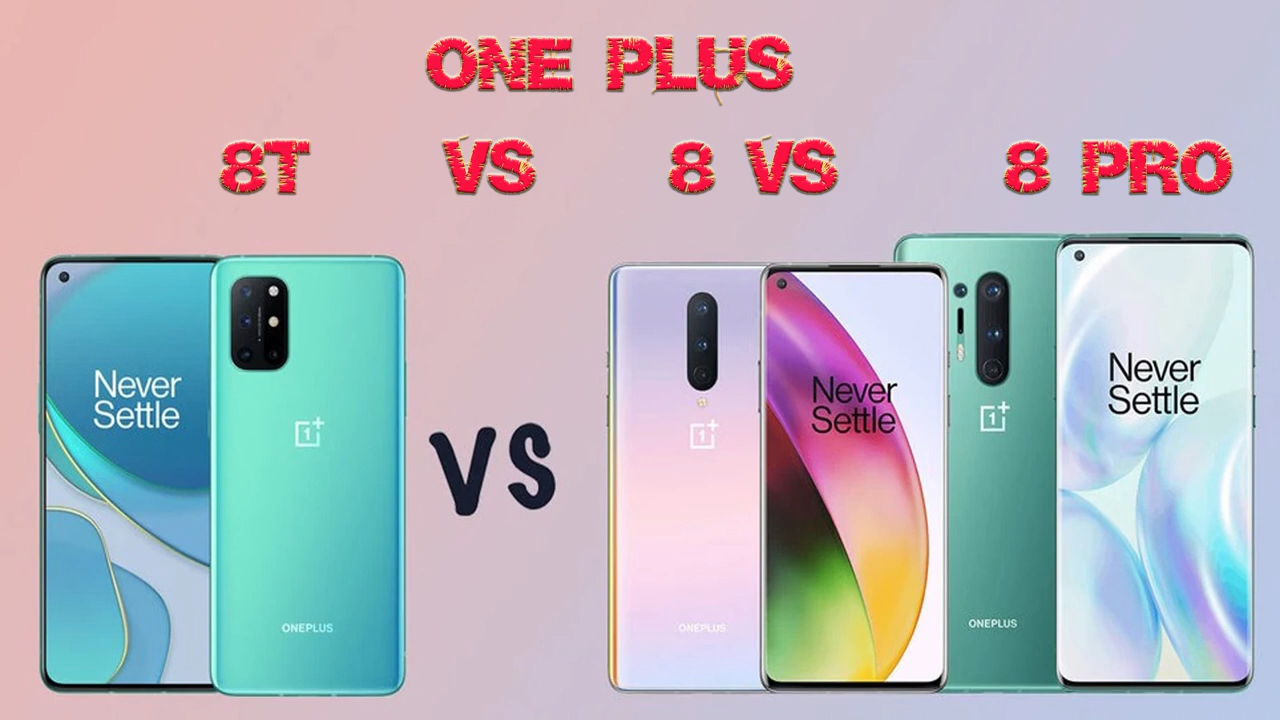 ONE PLUS
8T VS 8 VS 8 PRO
Never
Settle
ONEPLUS
VS
ONEPLUS
Never
Settle
ONEPLUS
Never
Settle